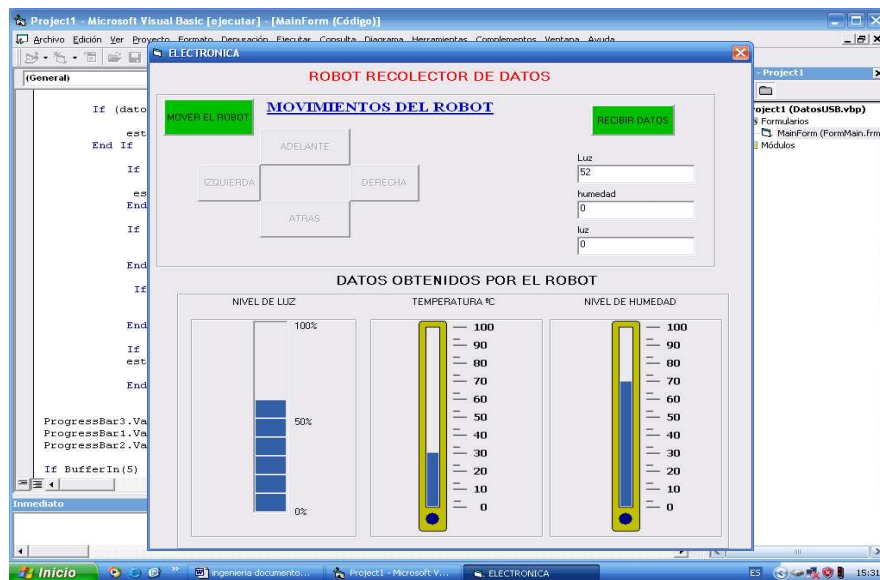 Project1 - Microsoft Visual Basic [ejecutar] - [MainForm (Código)]
Archivo Edición Ver Proyecto Formato Depuración Ejecutar Consulta Diagrama Herramientas Complementos Ventana Ayuda
(General)
If (dato
est
End If
If
es
End
If
End
If
End
If
est
End
ProgressBar3.Va
ProgressBar1.Va
ProgressBar2.Va
If BufferIn(5)
Inmediato
ELECTRONICA
ROBOT RECOLECTOR DE DATOS
MOVER EL ROBOT
MOVIMIENTOS DEL ROBOT
RECIBIR DATOS
ADELANTE
IZQUIERDA
DERECHA
ATRAS
Luz
52
humedad
0
luz
0
DATOS OBTENIDOS POR EL ROBOT
NIVEL DE LUZ
100%
50%
0%
TEMPERATURA ºC
100
90
80
70
60
50
40
30
20
10
0
NIVEL DE HUMEDAD
100
90
80
70
60
50
40
30
20
10
0
- Project1
oject1 (DatosUSB.vbp)
Formularios
MainForm (FormMain.frm
Módulos
Inicio
ingenieria documento...
Project1 - Microsoft V...
ELECTRONICA
ES
15:31